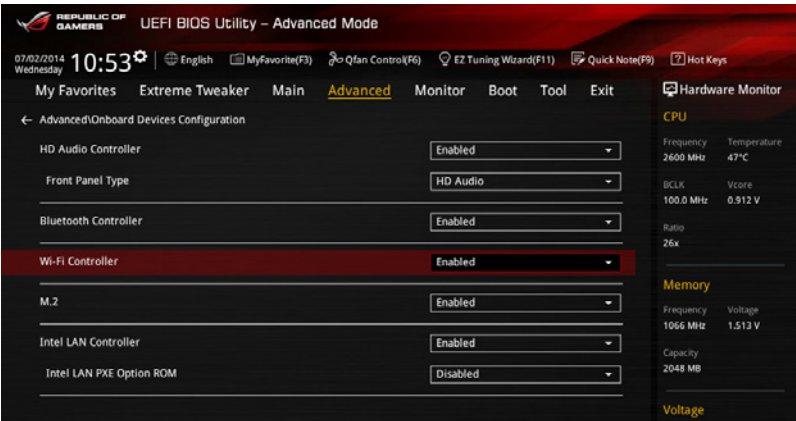 REPUBLIC OF
GAMERS
UEFI BIOS Utility – Advanced Mode
07/02/2014
Wednesday
10:53
English
MyFavorite(F3)
Qfan Control(F6)
EZ Tuning Wizard(F11)
Quick Note(F9)
? Hot Keys
My Favorites Extreme Tweaker Main Advanced Monitor Boot Tool Exit
Hardware Monitor
← Advanced\Onboard Devices Configuration
HD Audio Controller Enabled
Front Panel Type HD Audio
Bluetooth Controller Enabled
Wi-Fi Controller Enabled
M.2 Enabled
Intel LAN Controller Enabled
Intel LAN PXE Option ROM Disabled
CPU
Frequency Temperature
2600 MHz 47°C
BCLK Vcore
100.0 MHz 0.912 V
Ratio
26x
Memory
Frequency Voltage
1066 MHz 1.513 V
Capacity
2048 MB
Voltage